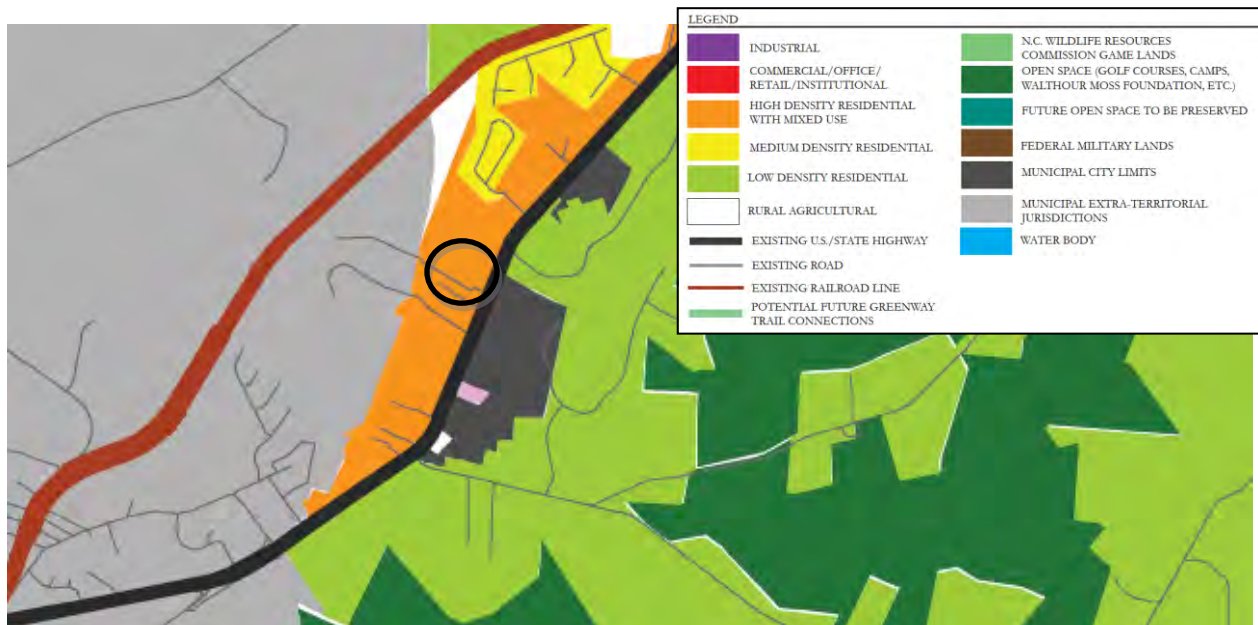 LEGEND
INDUSTRIAL
COMMERCIAL/OFFICE/
RETAIL/INSTITUTIONAL
HIGH DENSITY RESIDENTIAL
WITH MIXED USE
MEDIUM DENSITY RESIDENTIAL
LOW DENSITY RESIDENTIAL
RURAL AGRICULTURAL
EXISTING U.S./STATE HIGHWAY
EXISTING ROAD
EXISTING RAILROAD LINE
POTENTIAL FUTURE GREENWAY
TRAIL CONNECTIONS
N.C. WILDLIFE RESOURCES
COMMISSION GAME LANDS
OPEN SPACE (GOLF COURSES, CAMPS,
WALTHOUR MOSS FOUNDATION, ETC.)
FUTURE OPEN SPACE TO BE PRESERVED
FEDERAL MILITARY LANDS
MUNICIPAL CITY LIMITS
MUNICIPAL EXTRA-TERRITORIAL
JURISDICTIONS
WATER BODY